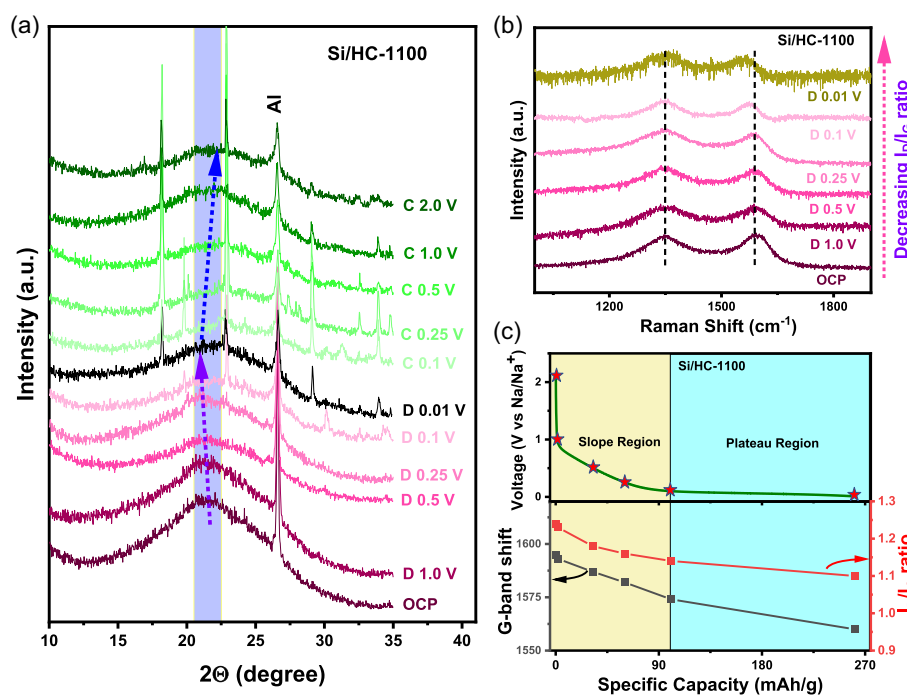 (a)
Si/HC-1100
Al
C 2.0 V
C 1.0 V
C 0.5 V
C 0.25 V
C 0.1 V
D 0.01 V
D 0.1 V
D 0.25 V
D 0.5 V
D 1.0 V
OCP
Intensity (a.u.)
10 15 20 25 30 35 40
2Θ (degree)
(b)
Si/HC-1100
D 0.01 V
D 0.1 V
D 0.25 V
D 0.5 V
D 1.0 V
OCP
Intensity (a.u.)
1200 1500 1800
Raman Shift (cm⁻¹)
Decreasing I_D/I_G ratio
(c)
Si/HC-1100
Slope Region
Plateau Region
Voltage (V vs Na/Na⁺)
2
1
0
G-band shift
1600
1575
1550
1.3
1.2
1.1
1.0
0.9
ratio
0 90 180 270
Specific Capacity (mAh/g)